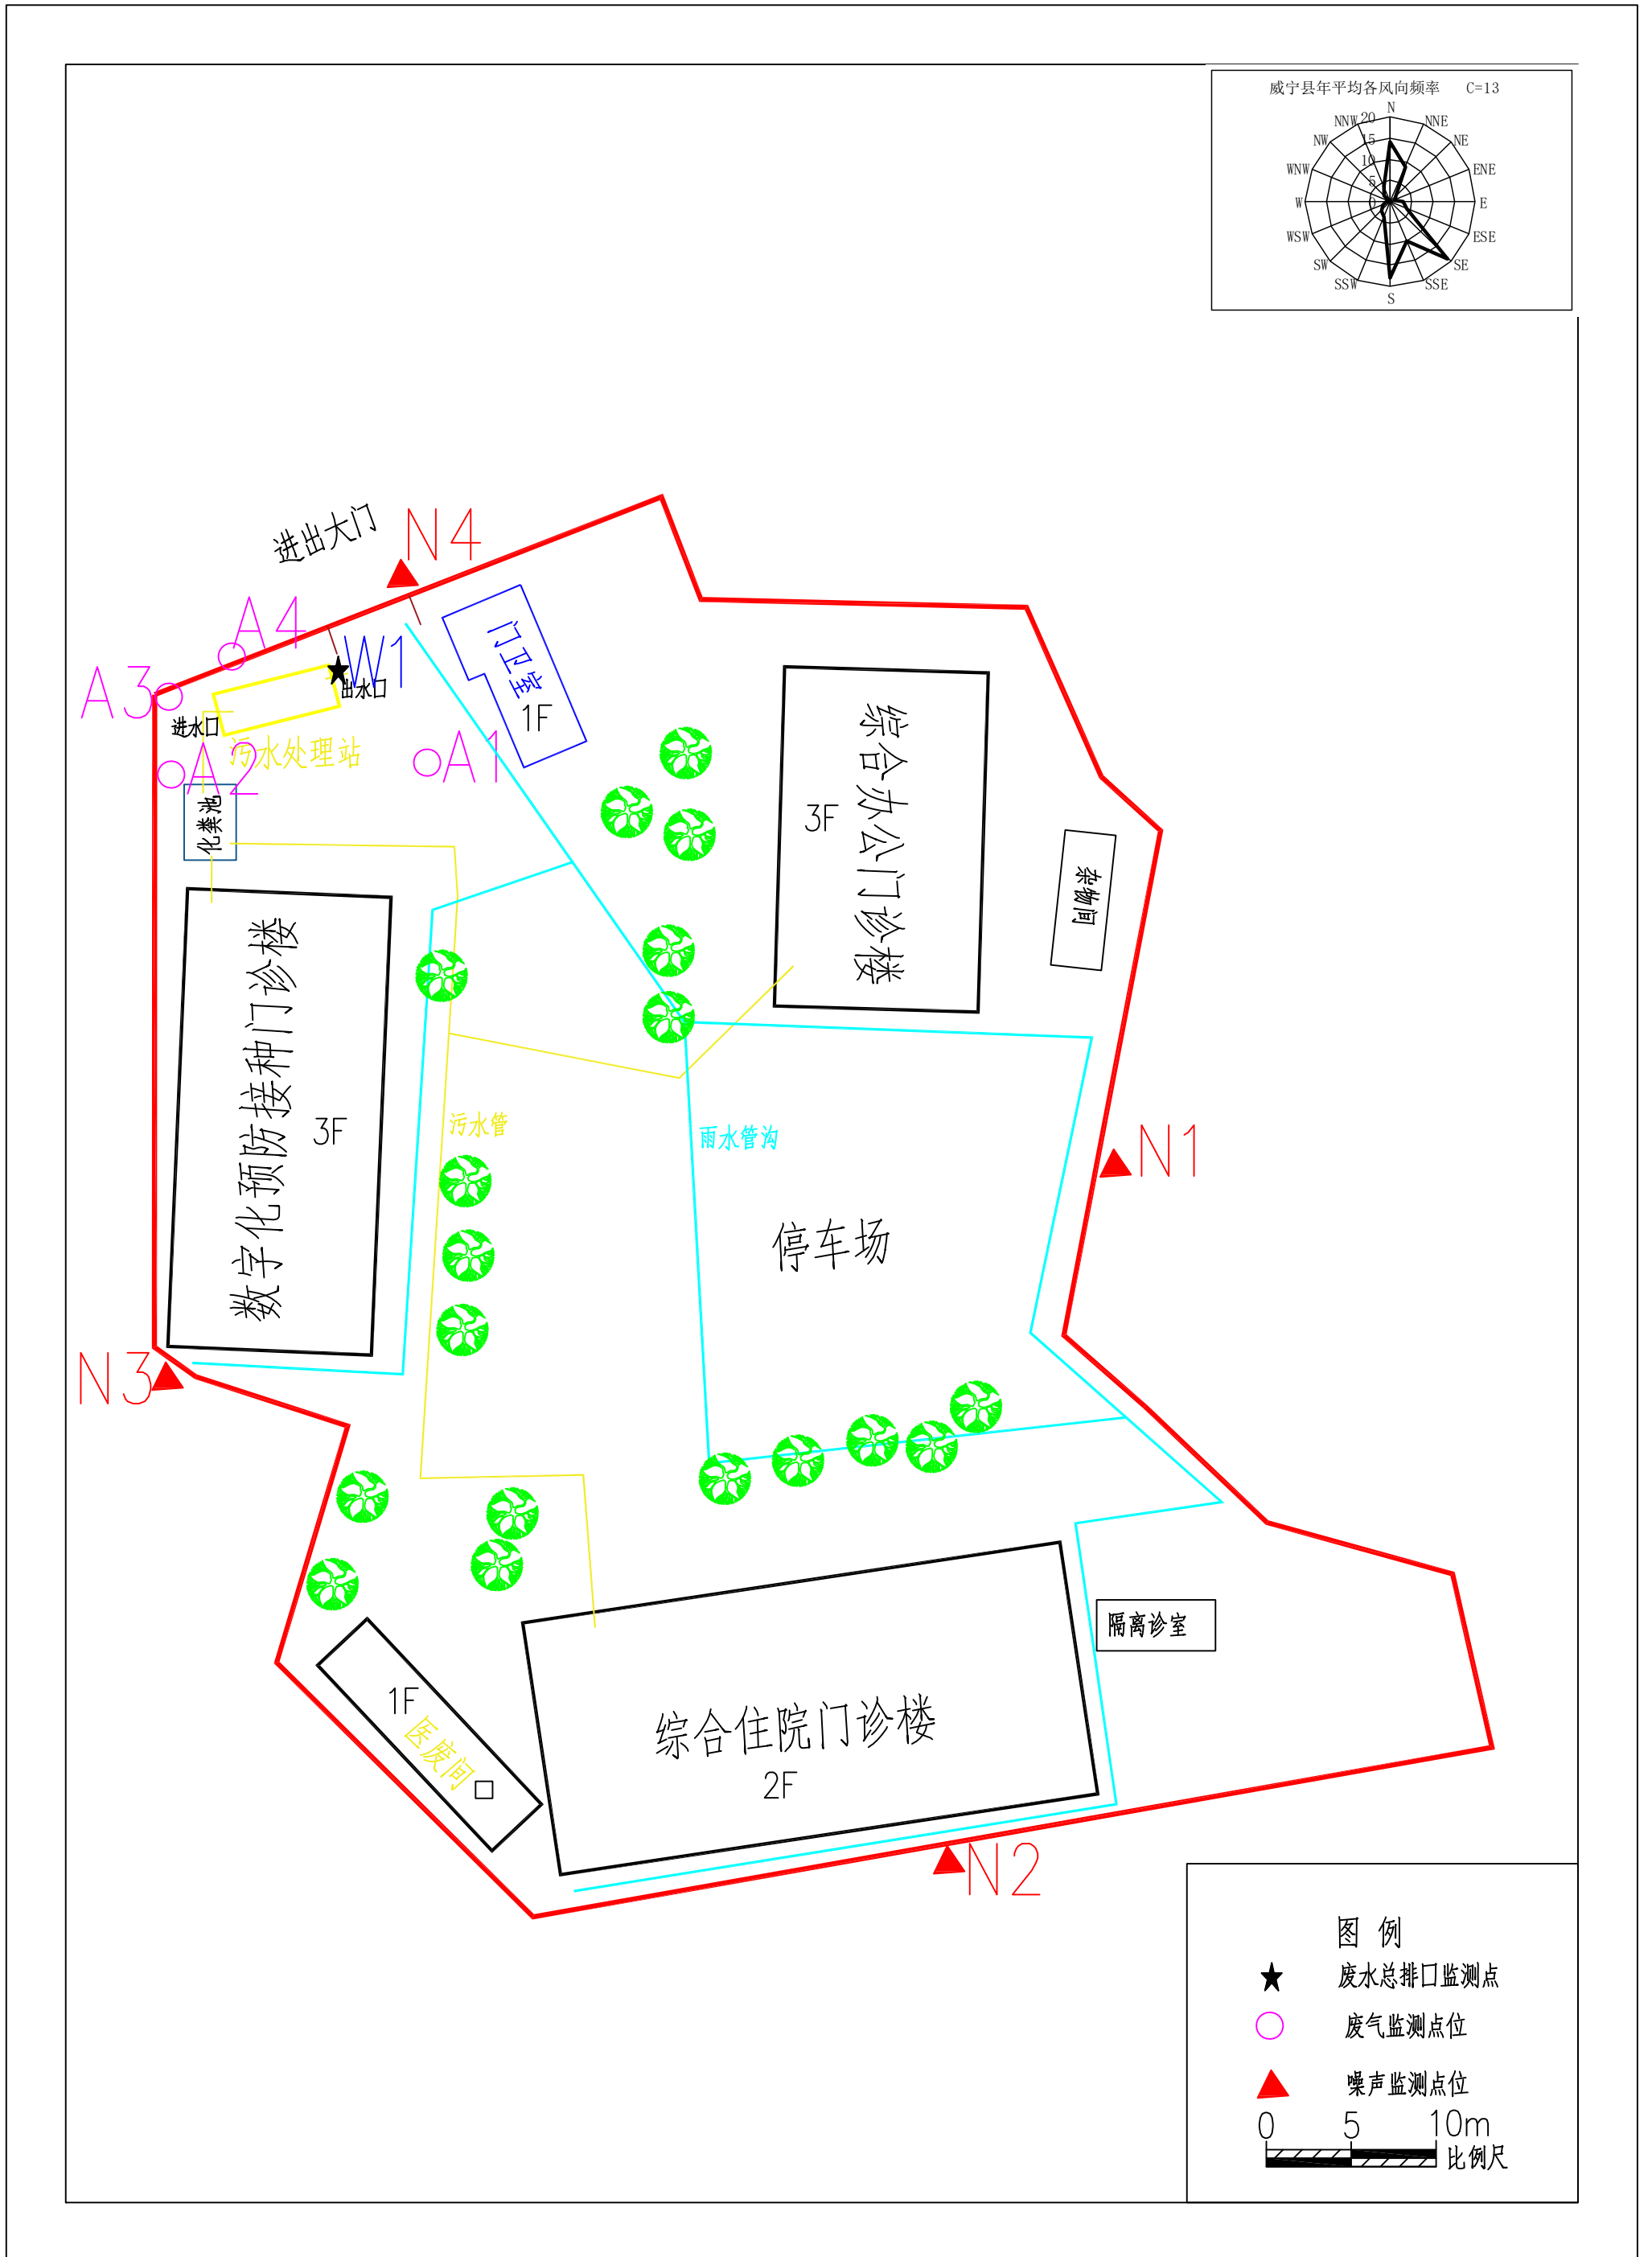 威宁县年平均各风向频率 C=13
N
NNW 20 NNE
NW 15 NE
WNW 10 ENE
5
W 0 E
WSW ESE
SW SE
SSW SSE
S
进出大门
N4
A4
W1
A3
出水口
进水口
污水处理站
A1
A2
门卫室
1F
化粪池
综合办公门诊楼
3F
杂物间
数字化预防接种门诊楼
3F
污水管
雨水管沟
N1
停车场
N3
隔离诊室
1F
医废间
综合住院门诊楼
2F
N2
图 例
废水总排口监测点
废气监测点位
噪声监测点位
0 5 10m
比例尺